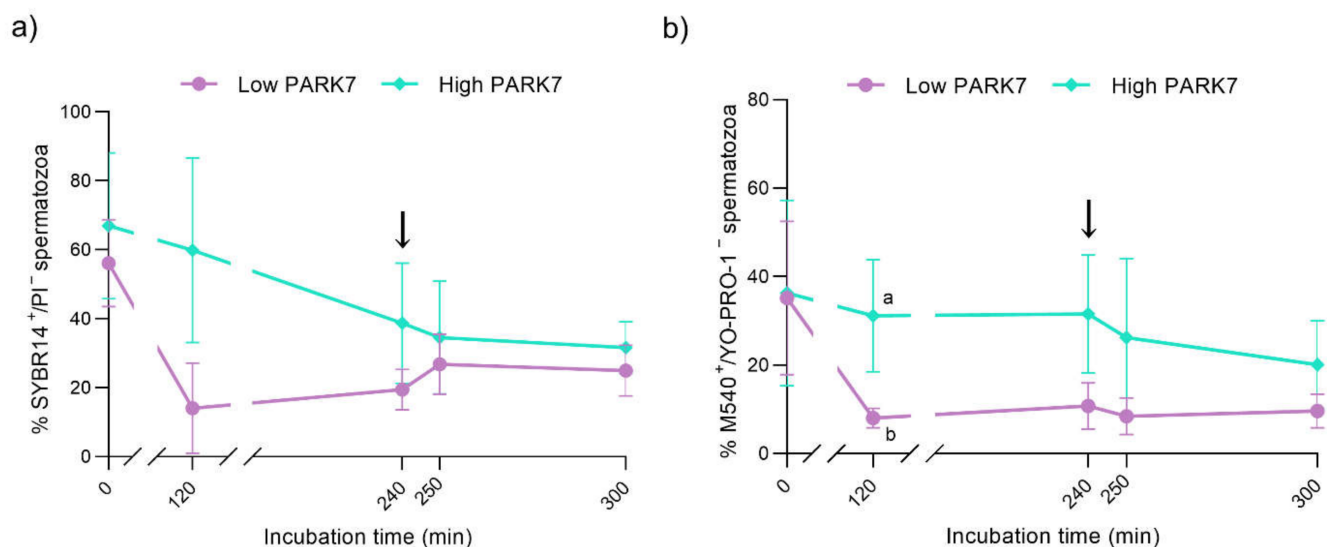 a)
Low PARK7 High PARK7
% SYBR14⁺/PI⁻ spermatozoa
100
80
60
40
20
0
0 120 240 250 300
Incubation time (min)
b)
Low PARK7 High PARK7
% M540⁺/YO-PRO-1⁻ spermatozoa
80
60
40
20
0
a
b
0 120 240 250 300
Incubation time (min)